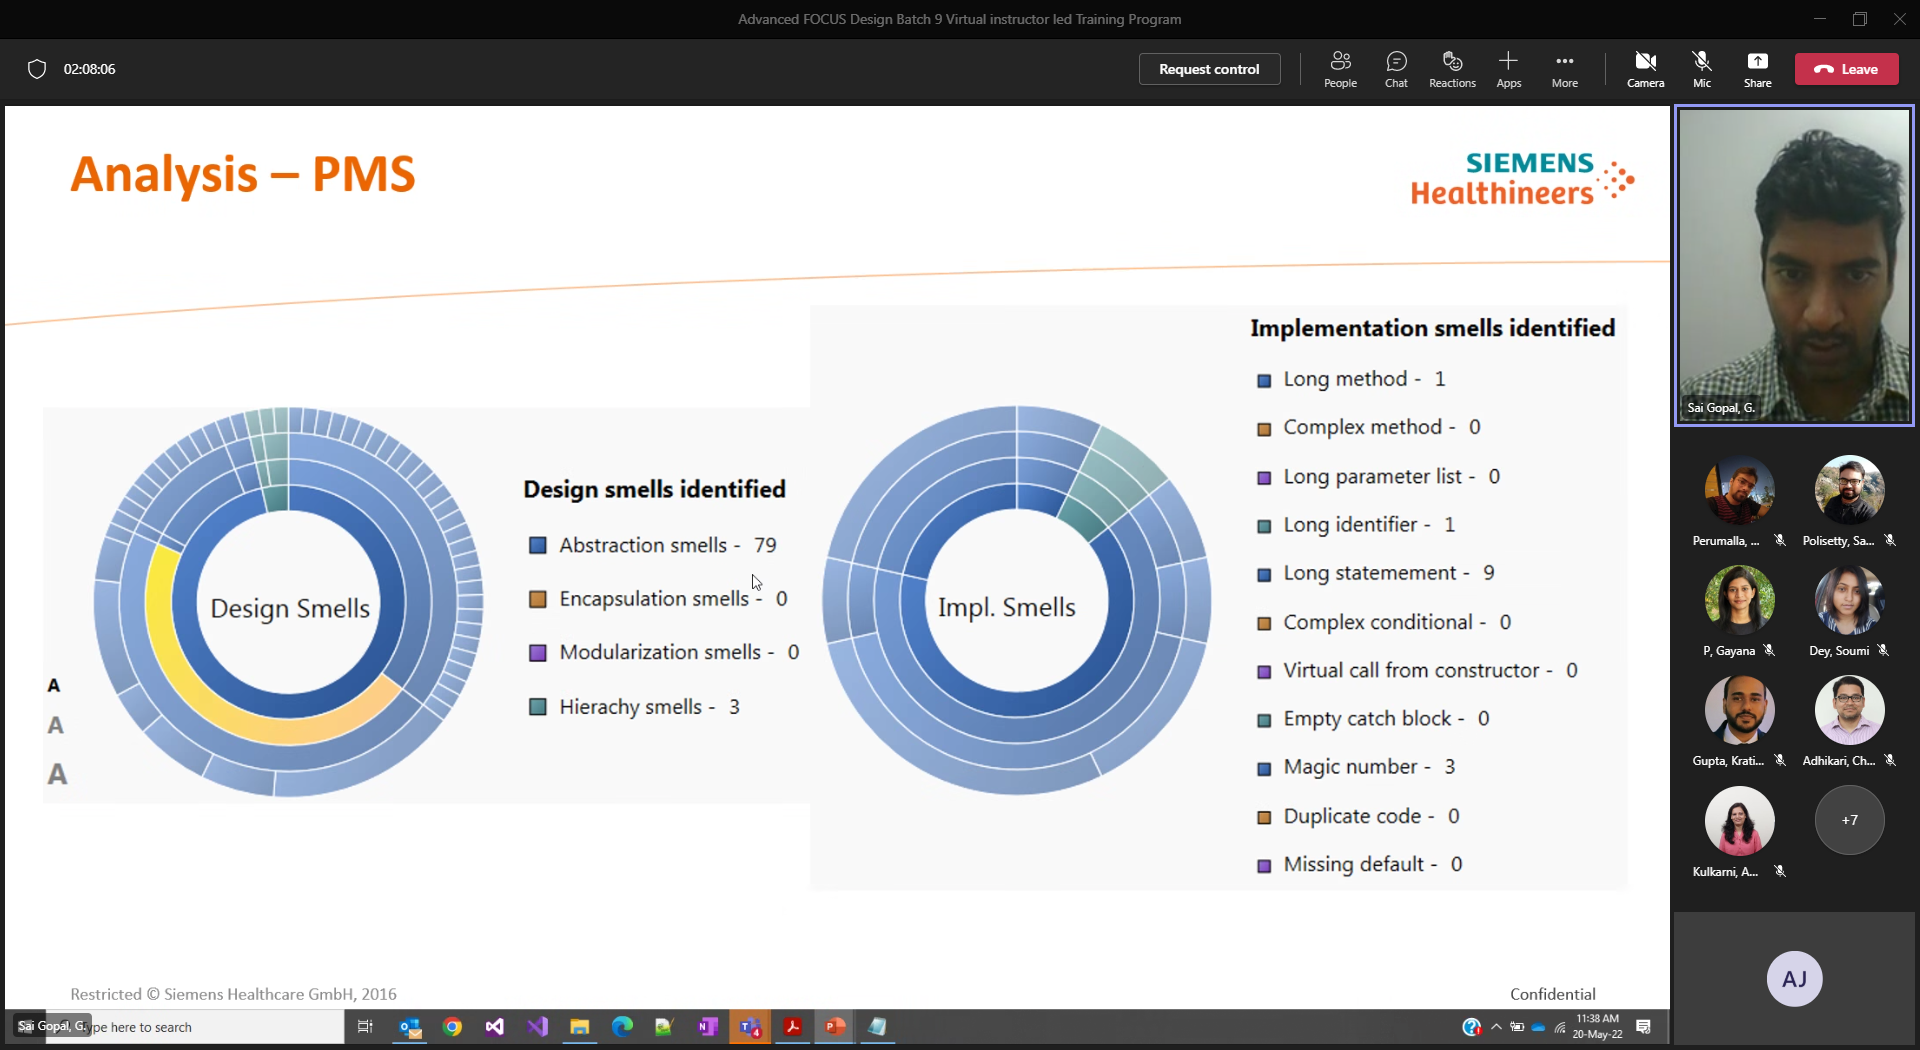 Advanced FOCUS Design Batch 9 Virtual instructor led Training Program
02:08:06
Request control
People
Chat
Reactions
Apps
More
Camera
Mic
Share
Leave
Analysis – PMS
SIEMENS
Healthineers
Design Smells
Design smells identified
Abstraction smells - 79
Encapsulation smells - 0
Modularization smells - 0
Hierachy smells - 3
A
A
A
Impl. Smells
Implementation smells identified
Long method - 1
Complex method - 0
Long parameter list - 0
Long identifier - 1
Long statemement - 9
Complex conditional - 0
Virtual call from constructor - 0
Empty catch block - 0
Magic number - 3
Duplicate code - 0
Missing default - 0
Restricted © Siemens Healthcare GmbH, 2016
Confidential
Sai Gopal, G.
Perumalla, ...
Polisetty, Sa...
P, Gayana
Dey, Soumi
Gupta, Krati...
Adhikari, Ch...
Kulkarni, A...
+7
AJ
Sai Gopal, G.
ype here to search
4
11:38 AM
20-May-22